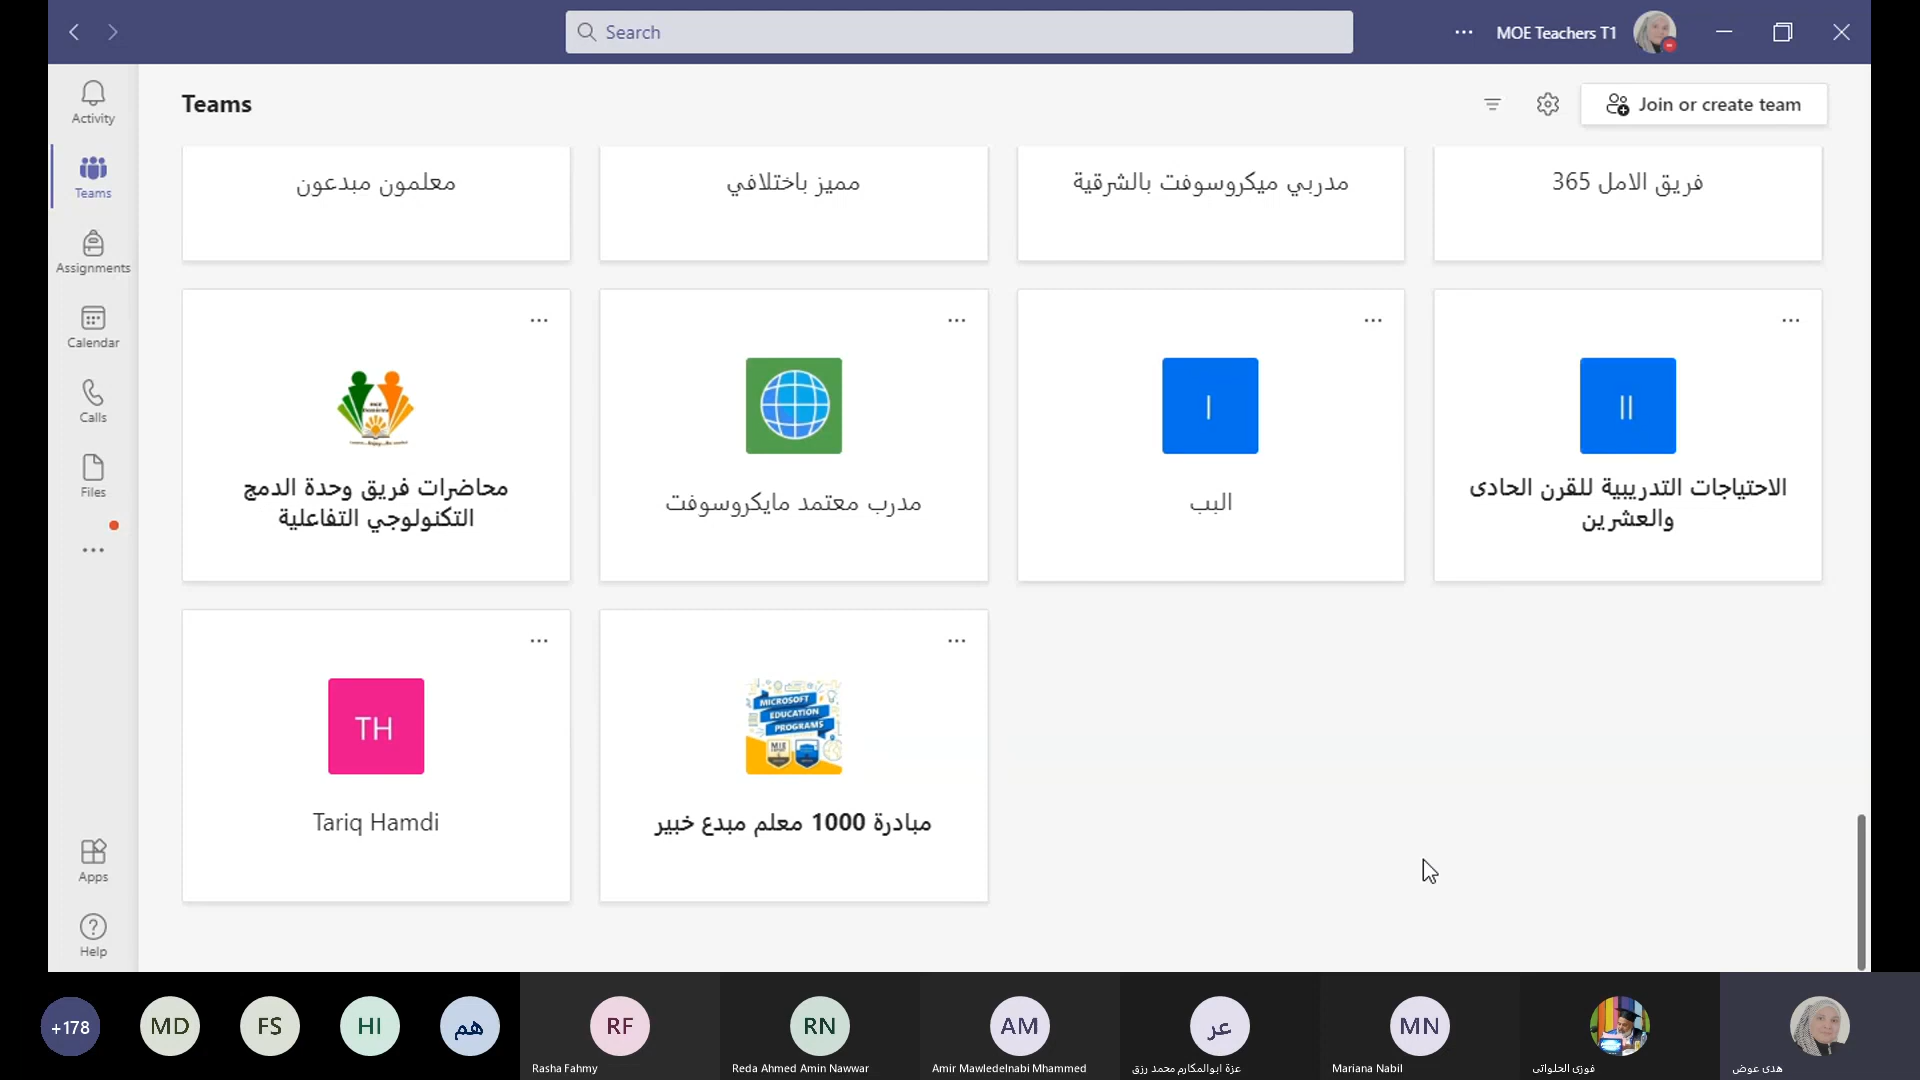 Search
MOE Teachers T1
Activity
Teams
Assignments
Calendar
Calls
Files
Apps
Help
Teams
Join or create team
معلمون مبدعون
مميز باختلافي
مدربي ميكروسوفت بالشرقية
فريق الامل 365
محاضرات فريق وحدة الدمج
التكنولوجي التفاعلية
مدرب معتمد مايكروسوفت
ا
البب
اا
الاحتياجات التدريبية للقرن الحادى
والعشرين
TH
Tariq Hamdi
MICROSOFT
EDUCATION
PROGRAMS
مبادرة 1000 معلم مبدع خبير
+178
MD
FS
HI
هم
RF
Rasha Fahmy
RN
Reda Ahmed Amin Nawwar
AM
Amir Mawledelnabi Mhammed
عر
عزة ابوالمكارم محمد رزق
MN
Mariana Nabil
فوزى الحلواتى
هدى عوض